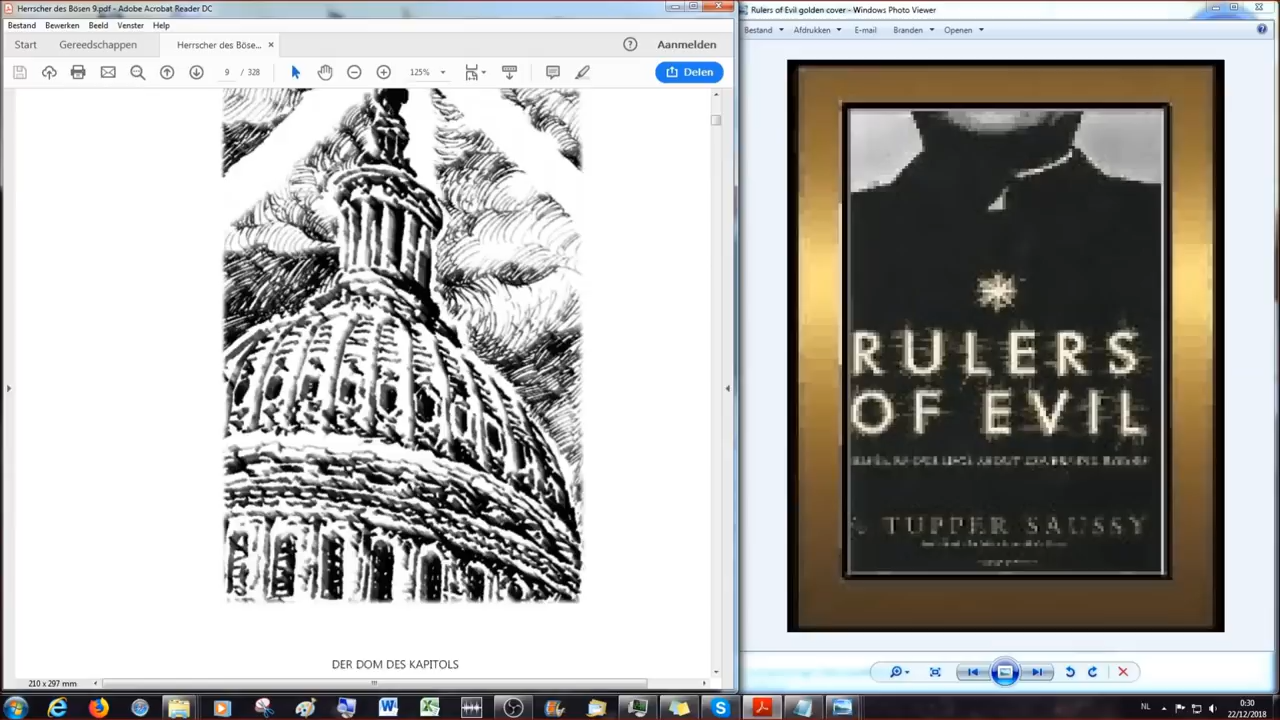 Herrscher des Bösen 9.pdf - Adobe Acrobat Reader DC
Bestand Bewerken Beeld Venster Help
Start Gereedschappen Herrscher des Böse... Aanmelden
9 / 328 125% Delen
DER DOM DES KAPITOLS
210 x 297 mm
Rulers of Evil golden cover - Windows Photo Viewer
Bestand Afdrukken E-mail Branden Openen
RULERS
OF EVIL
TUPPER SAUSSY
NL 0:30
22/12/2018